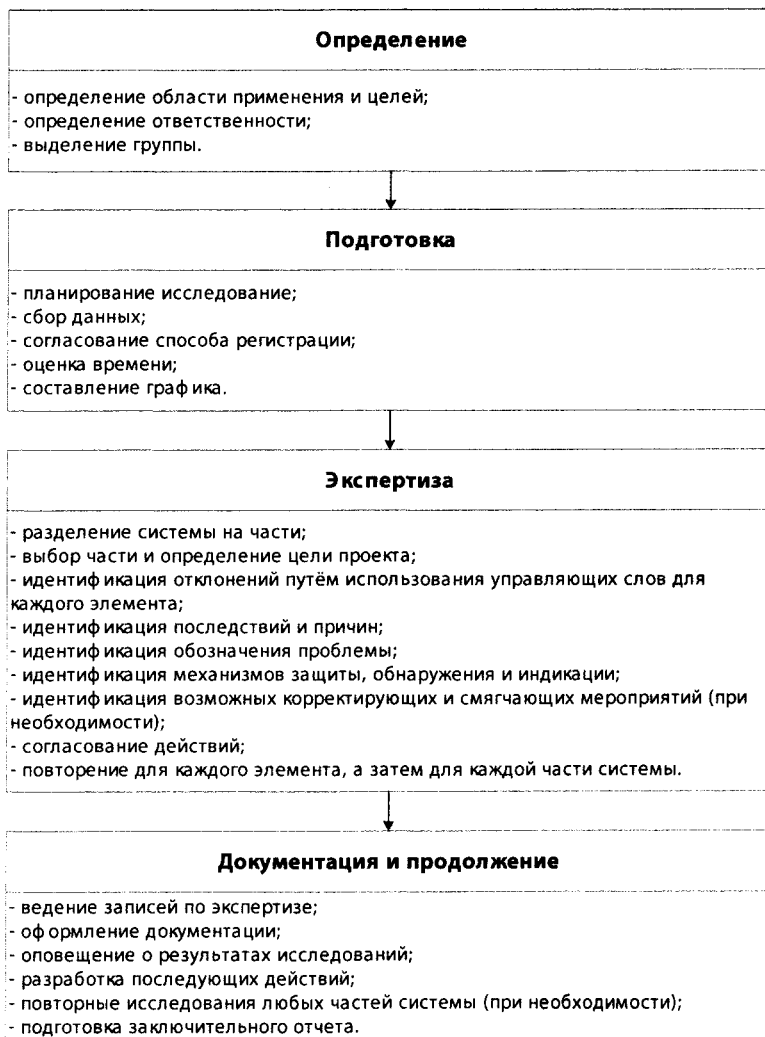 Определение
- определение области применения и целей;
- определение ответственности;
- выделение группы.
Подготовка
- планирование исследование;
- сбор данных;
- согласование способа регистрации;
- оценка времени;
- составление графика.
Экспертиза
- разделение системы на части;
- выбор части и определение цели проекта;
- идентификация отклонений путём использования управляющих слов для
каждого элемента;
- идентификация последствий и причин;
- идентификация обозначения проблемы;
- идентификация механизмов защиты, обнаружения и индикации;
- идентификация возможных корректирующих и смягчающих мероприятий (при
необходимости);
- согласование действий;
- повторение для каждого элемента, а затем для каждой части системы.
Документация и продолжение
- ведение записей по экспертизе;
- оформление документации;
- оповещение о результатах исследований;
- разработка последующих действий;
- повторные исследования любых частей системы (при необходимости);
- подготовка заключительного отчета.